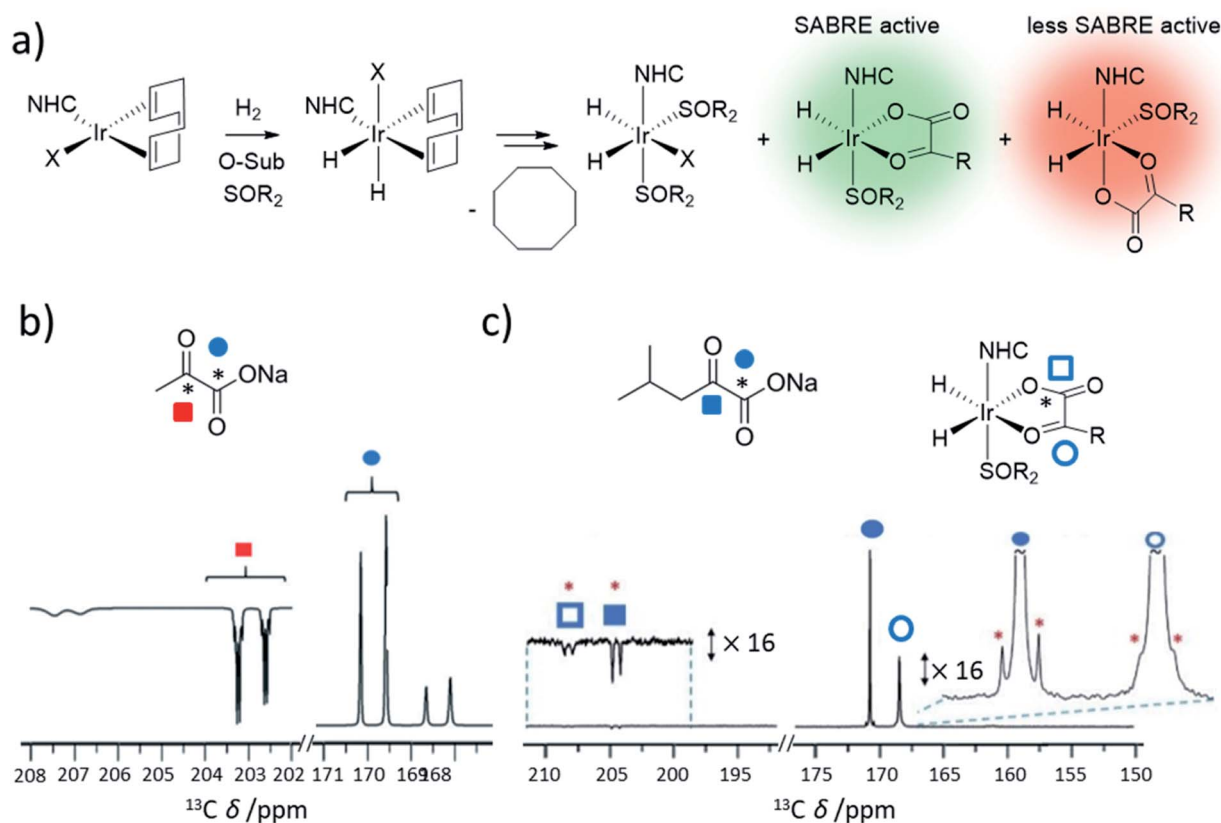 a)
SABRE active
less SABRE active
NHC
X
Ir
H₂
O-Sub
SOR₂
X
NHC
Ir
H
H
-
NHC
H
H
Ir
SOR₂
X
SOR₂
+
NHC
H
H
Ir
O
O
O
R
SOR₂
+
NHC
H
H
Ir
SOR₂
O
O
O
R
b)
O
*
*
ONa
O
208 207 206 205 204 203 202 171 170 169 168
¹³C δ /ppm
c)
O
*
ONa
O
NHC
H
H
Ir
O
O
*
O
R
SOR₂
* *
× 16
× 16
* *
* *
210 205 200 195 175 170 165 160 155 150
¹³C δ /ppm